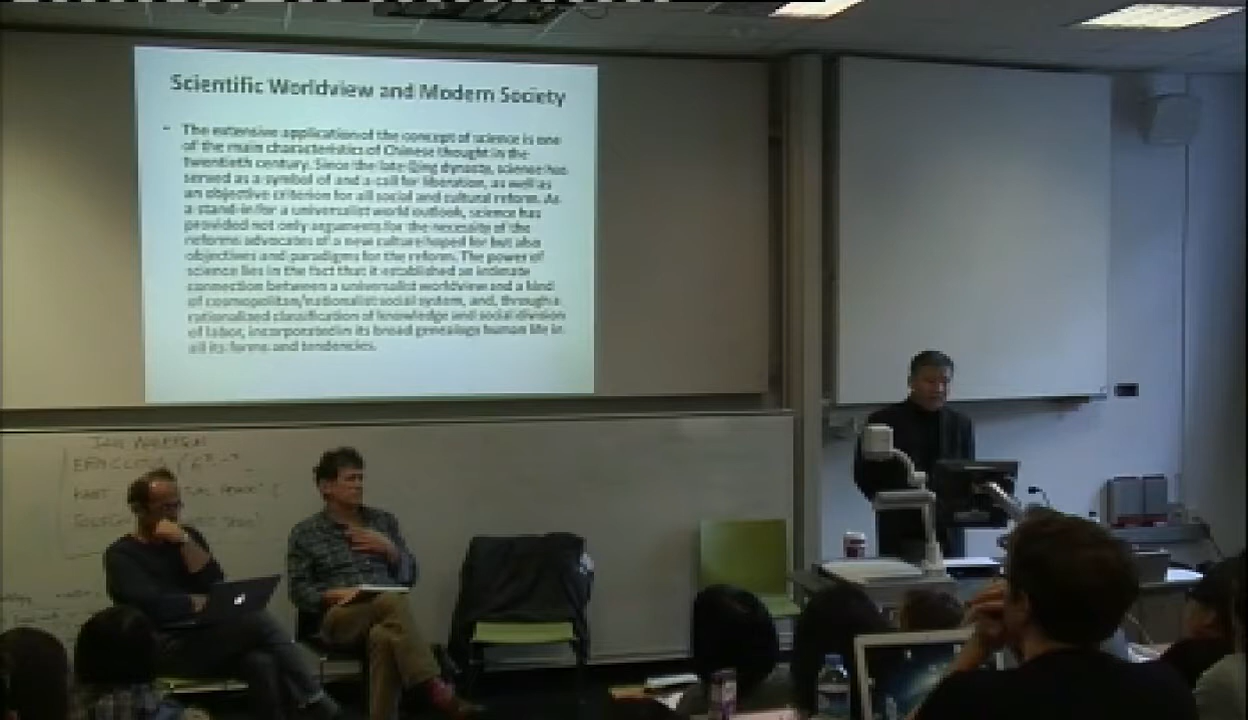 Scientific Worldview and Modern Society
- The extensive application of the concept of science is one
of the main characteristics of Chinese thought in the
twentieth century. Since the late Qing dynasty, science has
served as a symbol of and a call for liberation, as well as
an objective criterion for all social and cultural reform. As
a stand-in for a universalist world outlook, science has
provided not only arguments for the necessity of the
reforms advocates of a new culture hoped for but also
objectives and paradigms for the reform. The power of
science lies in the fact that it established an intimate
connection between a universalist worldview and a kind
of cosmopolitan/nationalist social system, and, through a
rationalized classification of knowledge and social division
of labor, incorporated in its broad genealogy human life in
all its forms and tendencies.
KANT